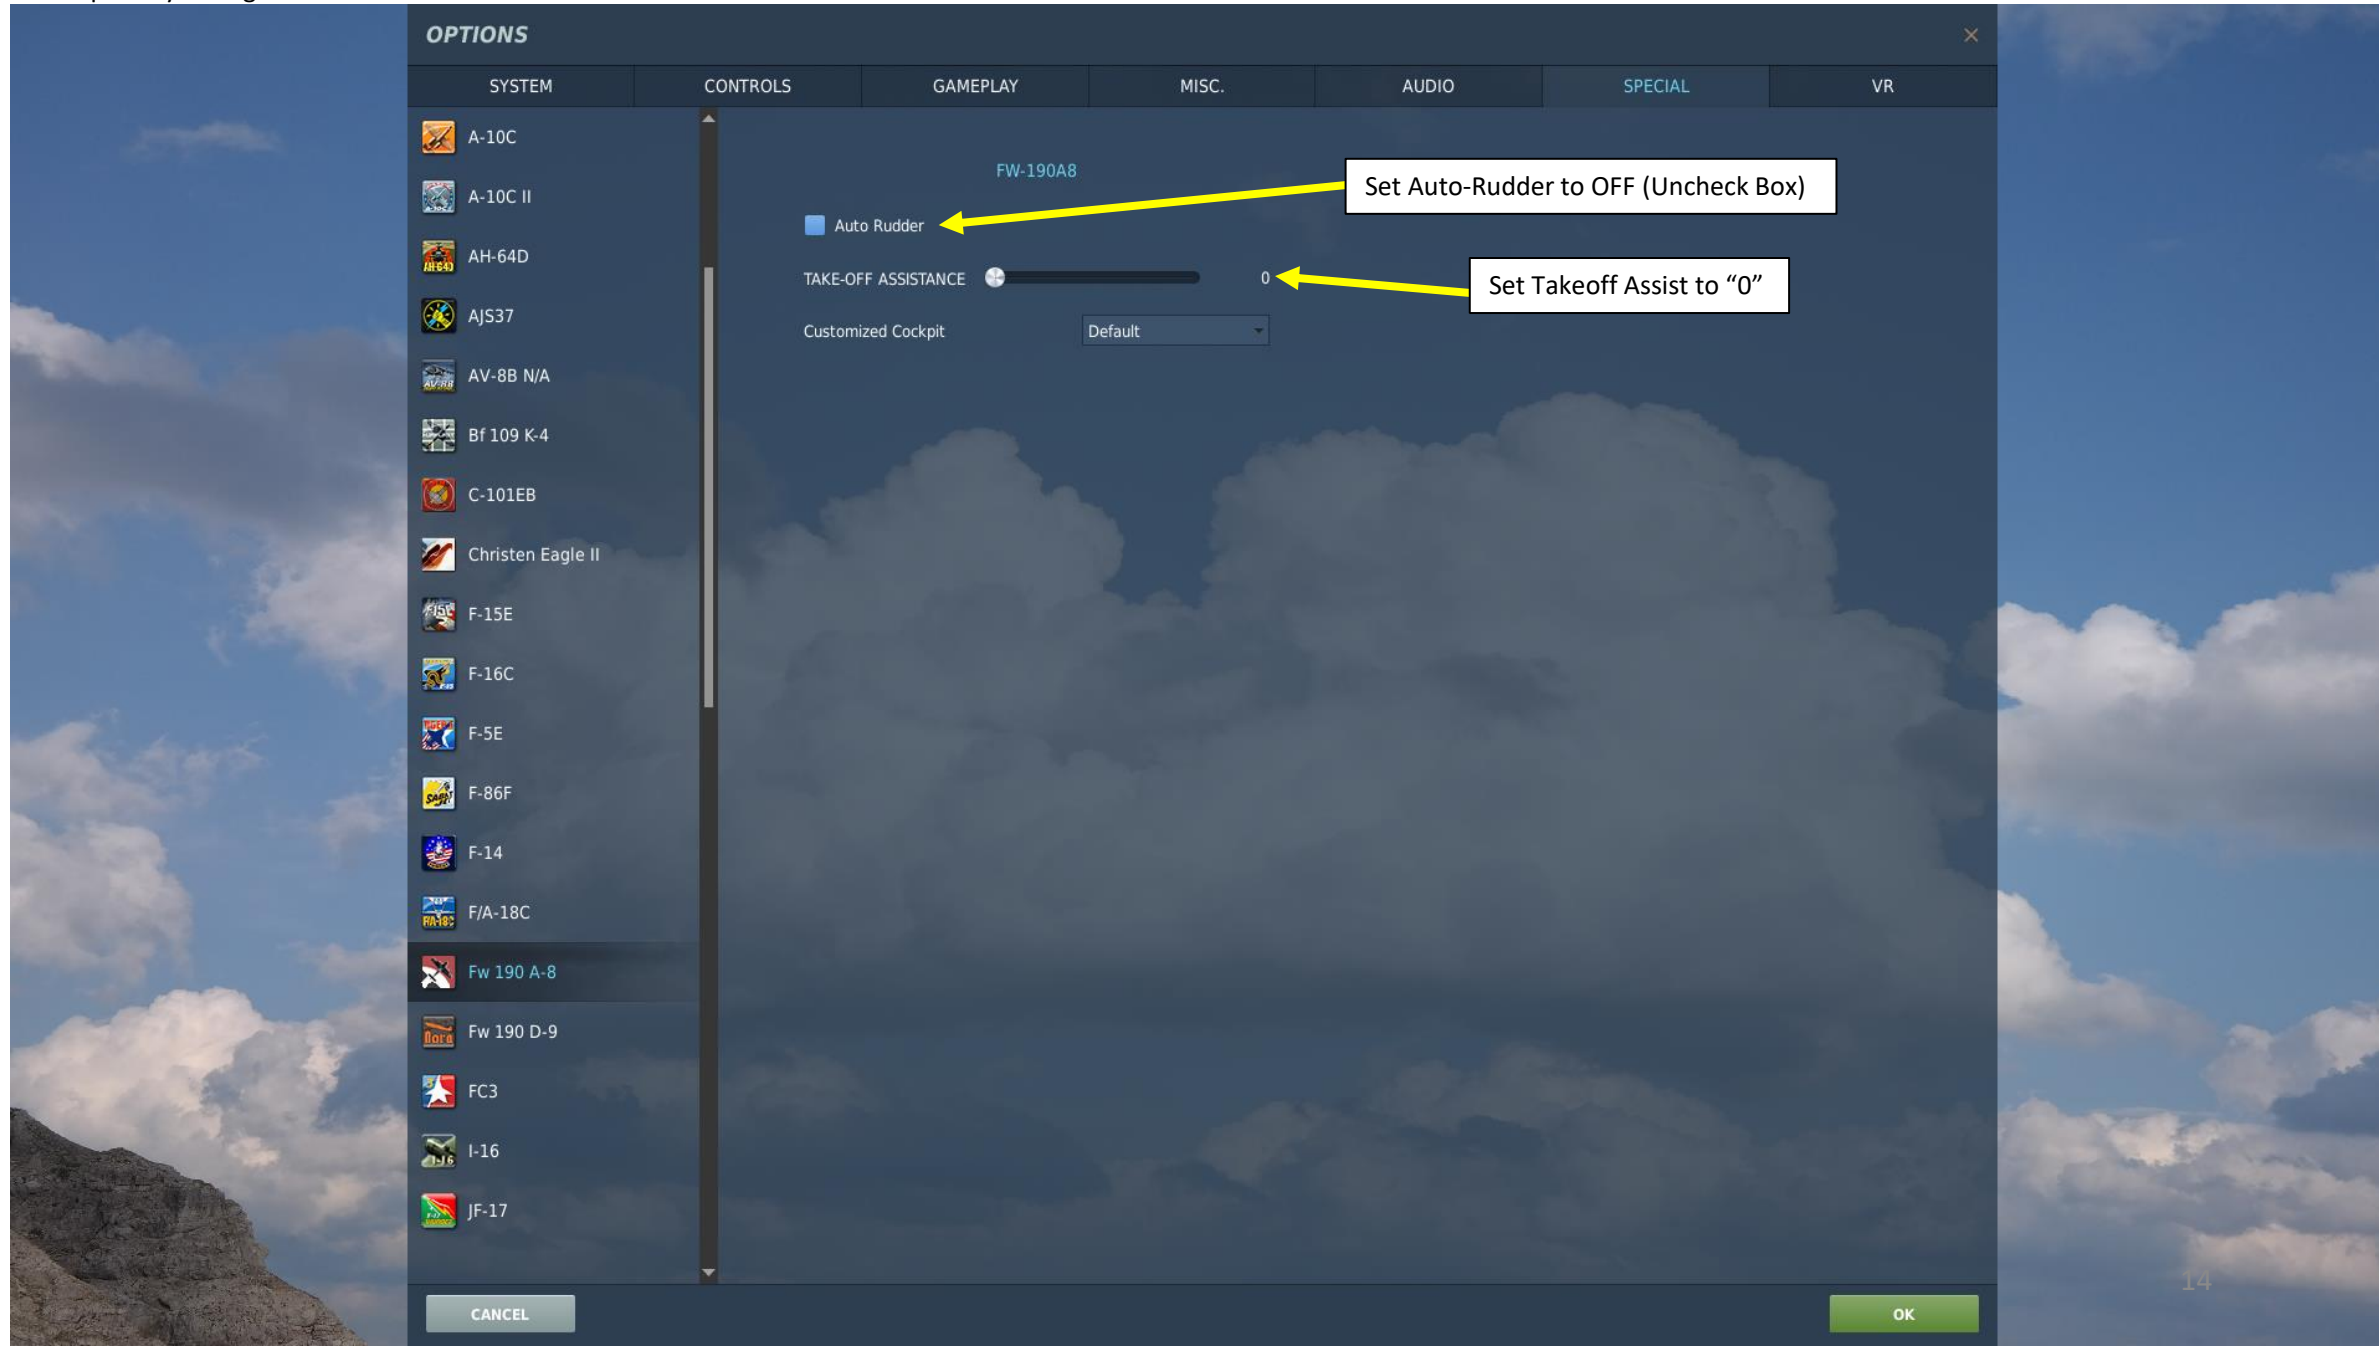 OPTIONS
SYSTEM CONTROLS GAMEPLAY MISC. AUDIO SPECIAL VR
A-10C
A-10C II
AH-64D
AJS37
AV-8B N/A
Bf 109 K-4
C-101EB
Christen Eagle II
F-15E
F-16C
F-5E
F-86F
F-14
F/A-18C
Fw 190 A-8
Fw 190 D-9
FC3
I-16
JF-17
FW-190A8
Auto Rudder
TAKE-OFF ASSISTANCE 0
Customized Cockpit Default
Set Auto-Rudder to OFF (Uncheck Box)
Set Takeoff Assist to “0”
CANCEL
OK
14